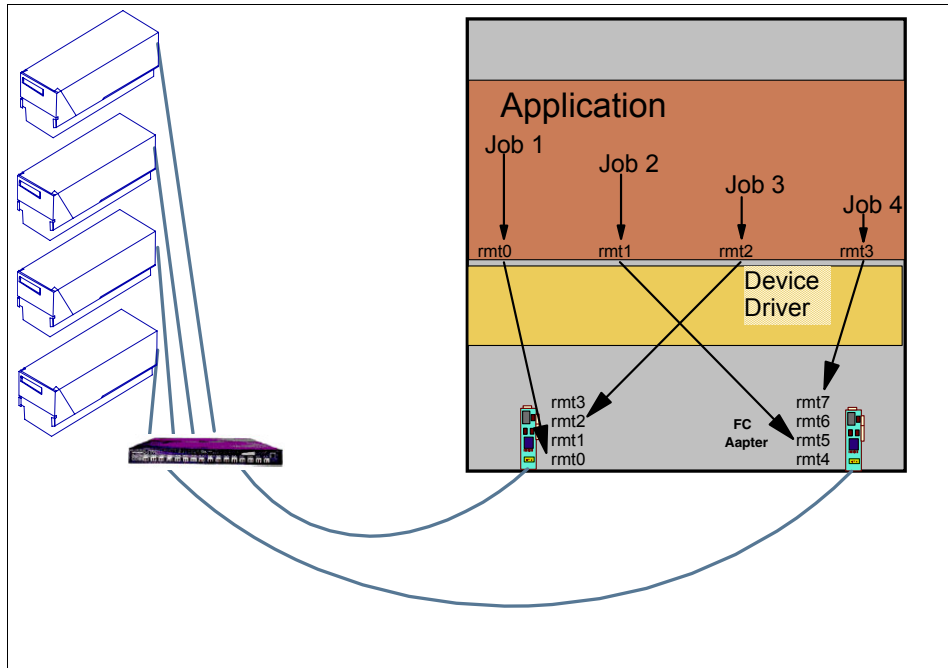 Application
Job 1
Job 2
Job 3
Job 4
rmt0
rmt1
rmt2
rmt3
Device
Driver
rmt3
rmt2
rmt1
rmt0
FC
Aapter
rmt7
rmt6
rmt5
rmt4